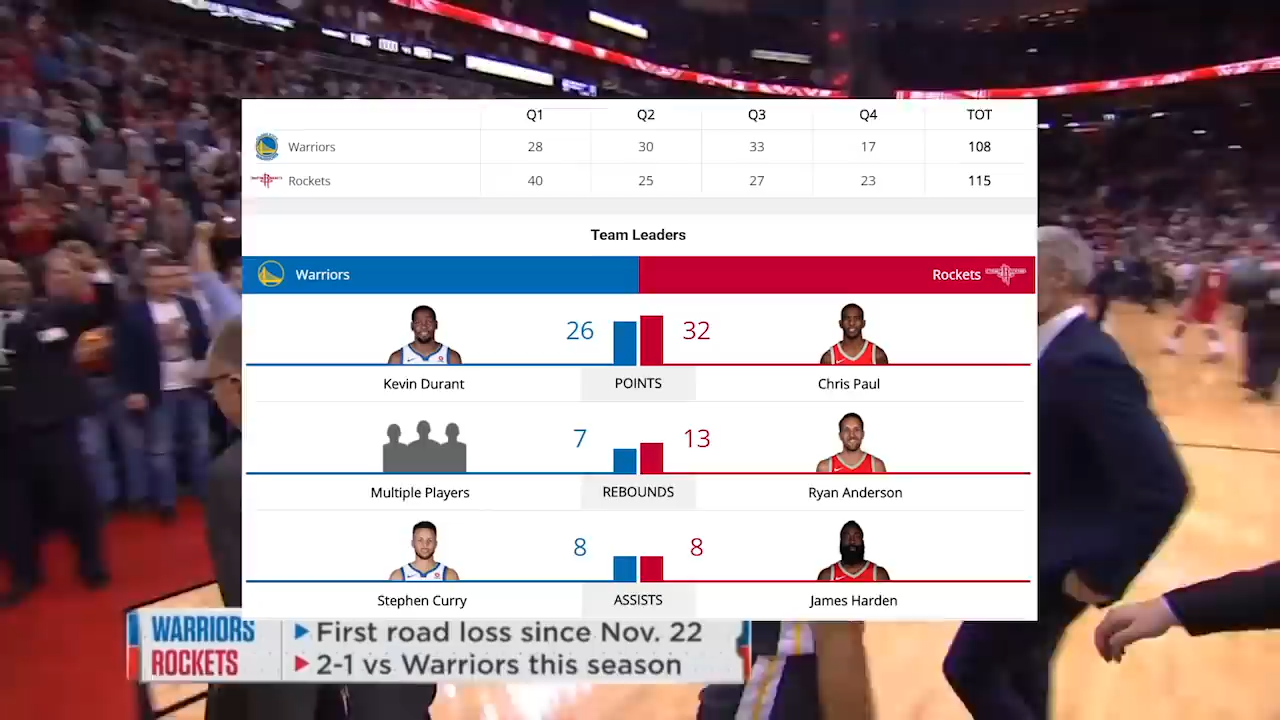 Q1 Q2 Q3 Q4 TOT
Warriors 28 30 33 17 108
Rockets 40 25 27 23 115
Team Leaders
Warriors Rockets
26 32
Kevin Durant POINTS Chris Paul
7 13
Multiple Players REBOUNDS Ryan Anderson
8 8
Stephen Curry ASSISTS James Harden
WARRIORS First road loss since Nov. 22
ROCKETS 2-1 vs Warriors this season